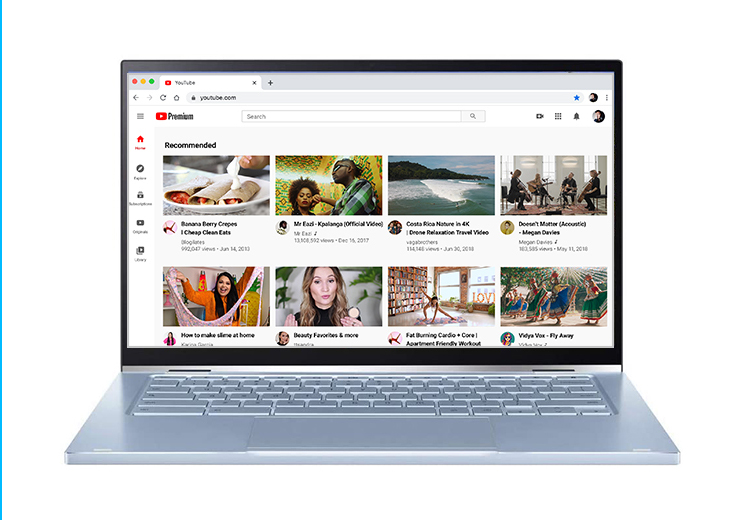 YouTube
youtube.com
Premium
Search
Home
Explore
Subscriptions
Originals
Library
Recommended
Banana Berry Crepes
I Cheap Clean Eats
Blogilates
992,047 views • Jun 14, 2013
Mr Eazi - Kpalanga (Official Video)
Mr Eazi
13,108,592 views • Dec 16, 2017
Costa Rica Nature in 4K
| Drone Relaxation Travel Video
vagabrothers
114,148 views • Jun 30, 2018
Doesn't Matter (Acoustic)
- Megan Davies
Megan Davies
183,585 views • May 11, 2018
How to make slime at home
Karina Garcia
Beauty Favorites & more
Fat Burning Cardio + Core |
Apartment Friendly Workout
Vidya Vox - Fly Away
Vidya Vox